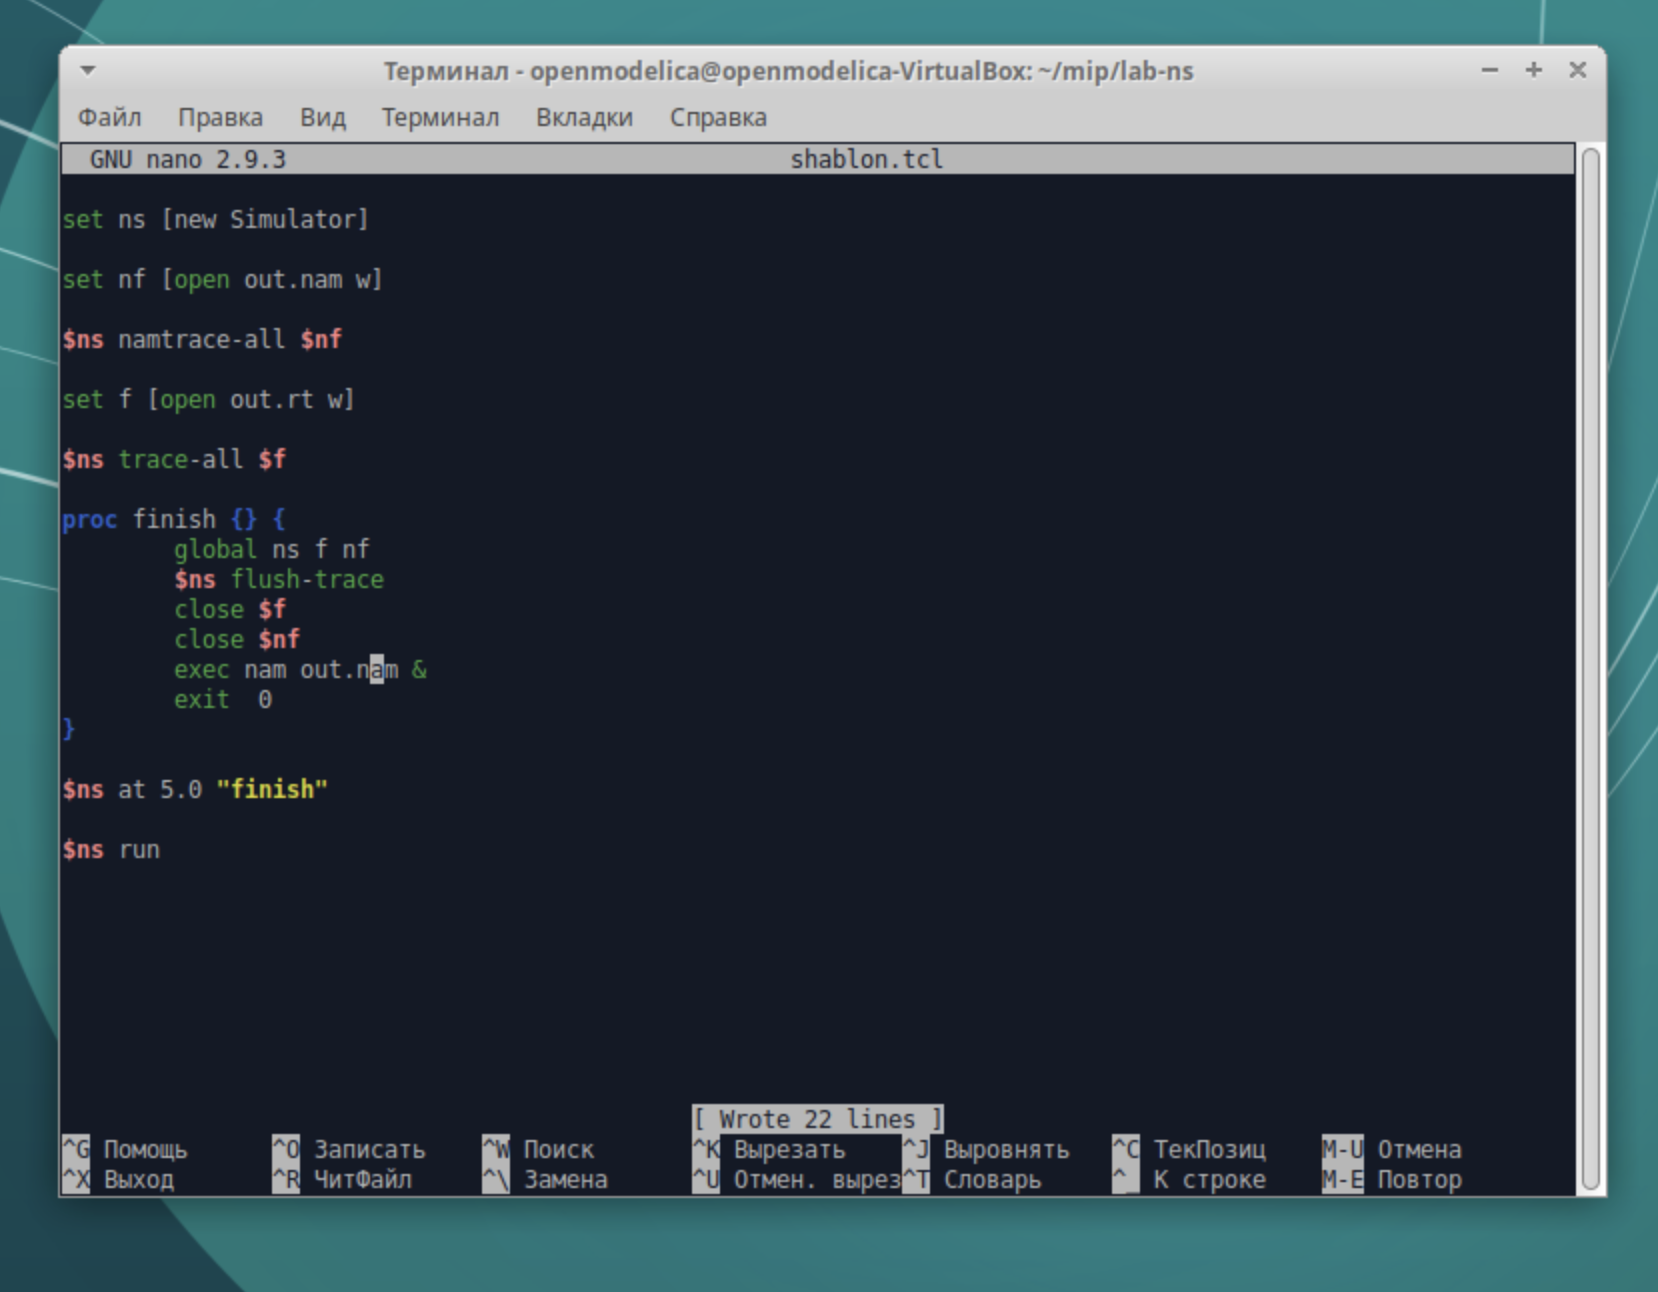 Терминал - openmodelica@openmodelica-VirtualBox: ~/mip/lab-ns
Файл Правка Вид Терминал Вкладки Справка
GNU nano 2.9.3 shablon.tcl
set ns [new Simulator]
set nf [open out.nam w]
$ns namtrace-all $nf
set f [open out.rt w]
$ns trace-all $f
proc finish {} {
        global ns f nf
        $ns flush-trace
        close $f
        close $nf
        exec nam out.nam &
        exit  0
}
$ns at 5.0 "finish"
$ns run
[ Wrote 22 lines ]
^G Помощь ^O Записать ^W Поиск ^K Вырезать ^J Выровнять ^C ТекПозиц M-U Отмена
^X Выход ^R ЧитФайл ^\ Замена ^U Отмен. вырез ^T Словарь ^_ К строке M-E Повтор